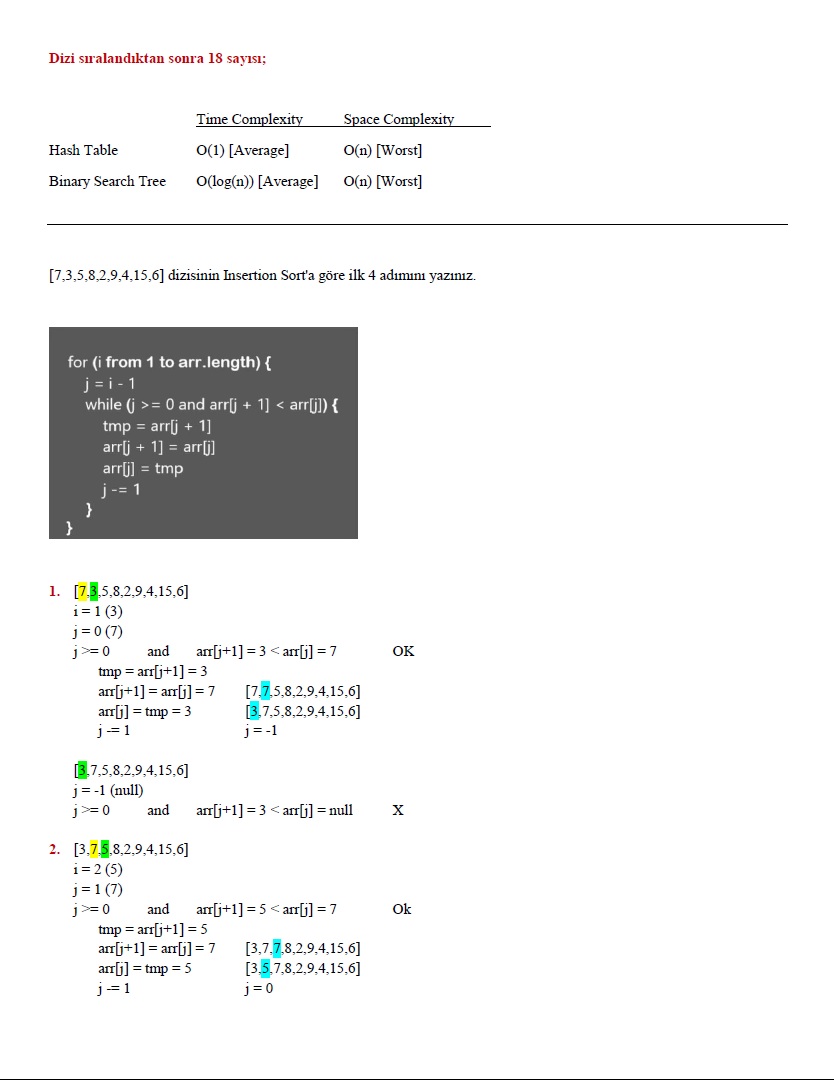 Dizi sıralandıktan sonra 18 sayısı;
Time Complexity Space Complexity
Hash Table O(1) [Average] O(n) [Worst]
Binary Search Tree O(log(n)) [Average] O(n) [Worst]
[7,3,5,8,2,9,4,15,6] dizisinin Insertion Sort'a göre ilk 4 adımını yazınız.
for (i from 1 to arr.length) {
j = i - 1
while (j >= 0 and arr[j + 1] < arr[j]) {
tmp = arr[j + 1]
arr[j + 1] = arr[j]
arr[j] = tmp
j -= 1
}
}
1. [7,3,5,8,2,9,4,15,6]
i = 1 (3)
j = 0 (7)
j >= 0 and arr[j+1] = 3 < arr[j] = 7 OK
tmp = arr[j+1] = 3
arr[j+1] = arr[j] = 7 [7,7,5,8,2,9,4,15,6]
arr[j] = tmp = 3 [3,7,5,8,2,9,4,15,6]
j -= 1 j = -1
[3,7,5,8,2,9,4,15,6]
j = -1 (null)
j >= 0 and arr[j+1] = 3 < arr[j] = null X
2. [3,7,5,8,2,9,4,15,6]
i = 2 (5)
j = 1 (7)
j >= 0 and arr[j+1] = 5 < arr[j] = 7 Ok
tmp = arr[j+1] = 5
arr[j+1] = arr[j] = 7 [3,7,7,8,2,9,4,15,6]
arr[j] = tmp = 5 [3,5,7,8,2,9,4,15,6]
j -= 1 j = 0